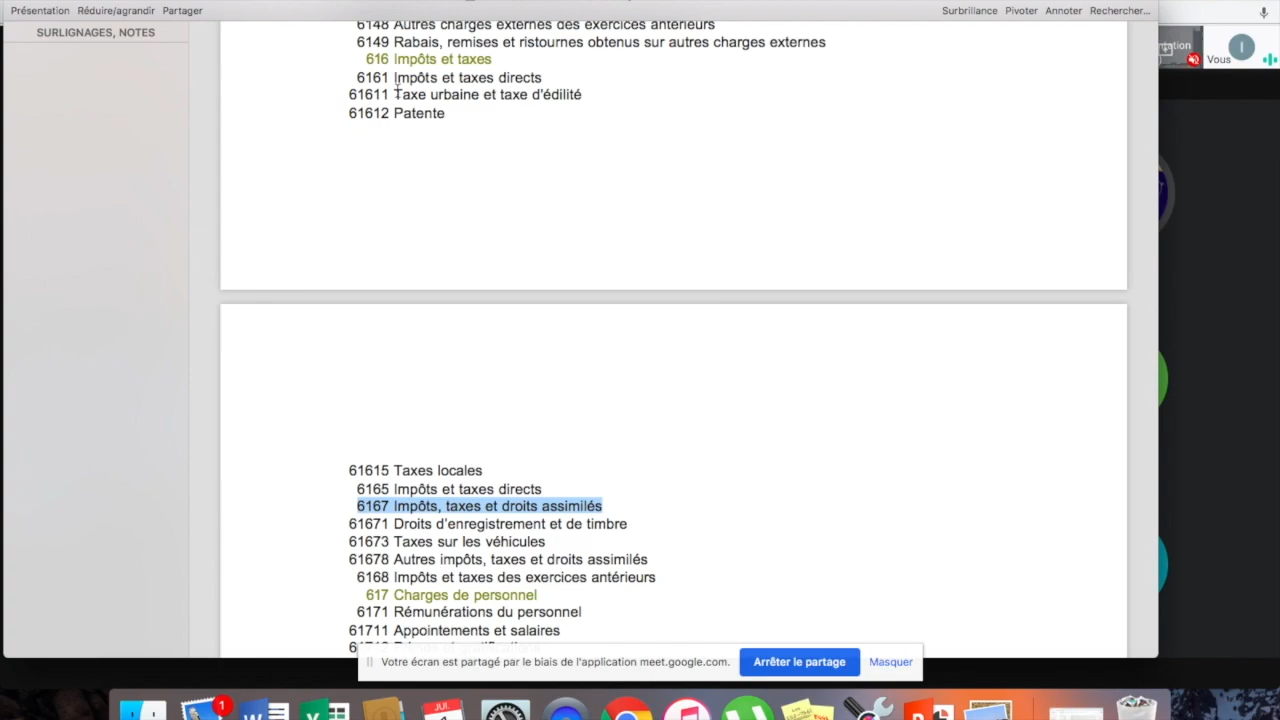 Présentation Réduire/agrandir Partager Surbrillance Pivoter Annoter Rechercher...
SURLIGNAGES, NOTES
6148 Autres charges externes des exercices antérieurs
6149 Rabais, remises et ristournes obtenus sur autres charges externes
616 Impôts et taxes
6161 Impôts et taxes directs
61611 Taxe urbaine et taxe d'édilité
61612 Patente
ntation
I
Vous
61615 Taxes locales
6165 Impôts et taxes directs
6167 Impôts, taxes et droits assimilés
61671 Droits d'enregistrement et de timbre
61673 Taxes sur les véhicules
61678 Autres impôts, taxes et droits assimilés
6168 Impôts et taxes des exercices antérieurs
617 Charges de personnel
6171 Rémunérations du personnel
61711 Appointements et salaires
Votre écran est partagé par le biais de l'application meet.google.com. Arrêter le partage Masquer
1
JUIL.